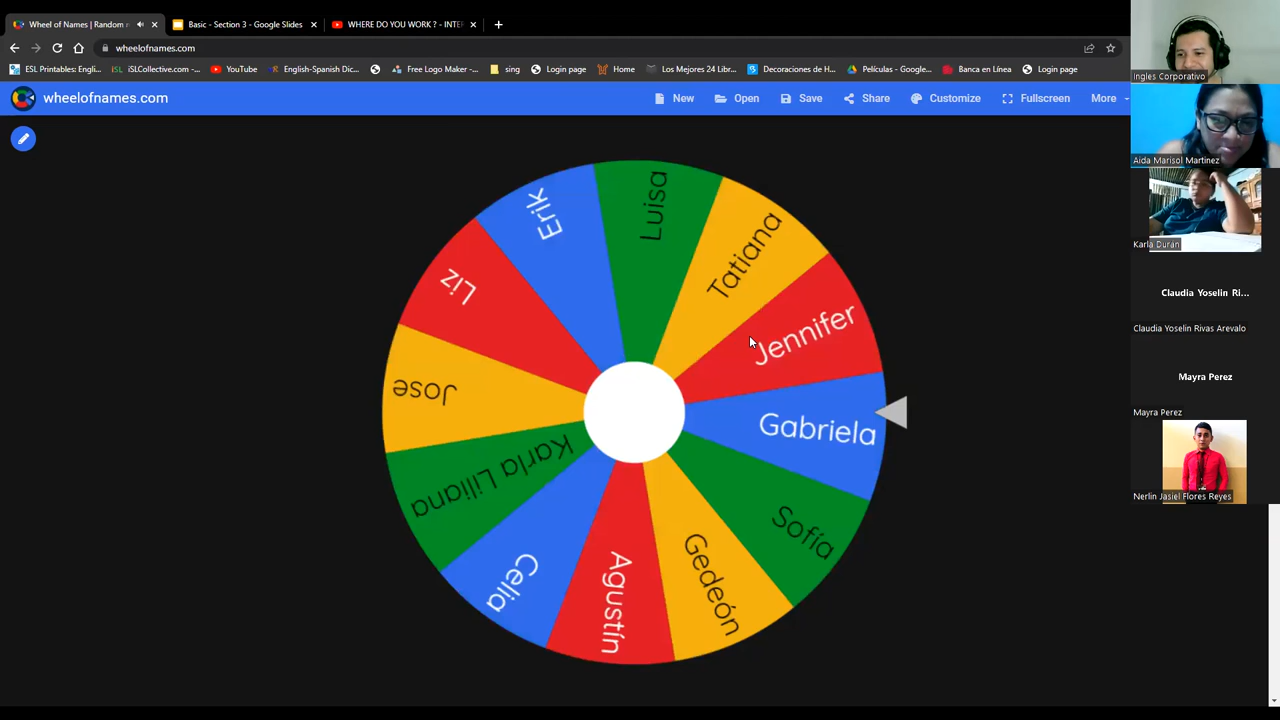 Wheel of Names | Random n
Basic - Section 3 - Google Slides
WHERE DO YOU WORK ? - INTER
wheelofnames.com
ESL Printables: Engli...
iSLCollective.com -...
YouTube
English-Spanish Dic...
Free Logo Maker -...
sing
Login page
Home
Los Mejores 24 Libr...
Decoraciones de H...
Películas - Google...
Banca en Línea
Login page
wheelofnames.com
New
Open
Save
Share
Customize
Fullscreen
More
Luisa
Tatiana
Jennifer
Gabriela
Sofía
Gedeón
Agustín
Celia
Karla Liliana
Jose
Liz
Erik
Ingles Corporativo
Aida Marisol Martinez
Karla Duran
Claudia Yoselin Ri...
Claudia Yoselin Rivas Arevalo
Mayra Perez
Mayra Perez
Nerlin Jasiel Flores Reyes